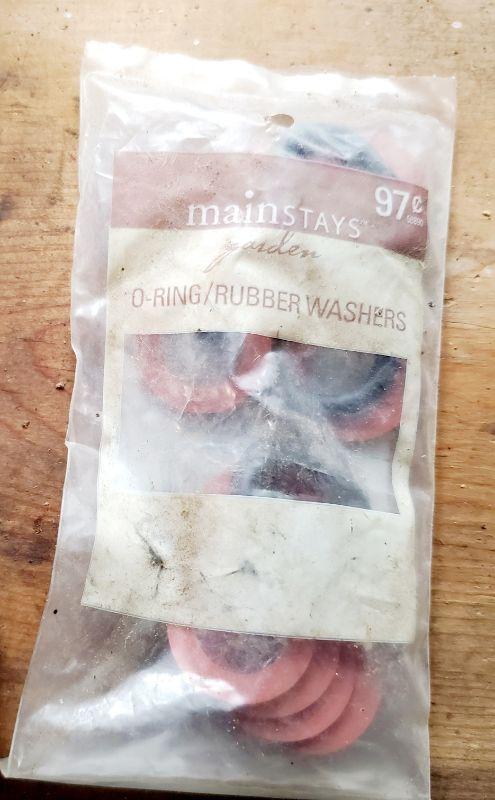 97¢
mainSTAYS
garden
O-RING/RUBBER WASHERS